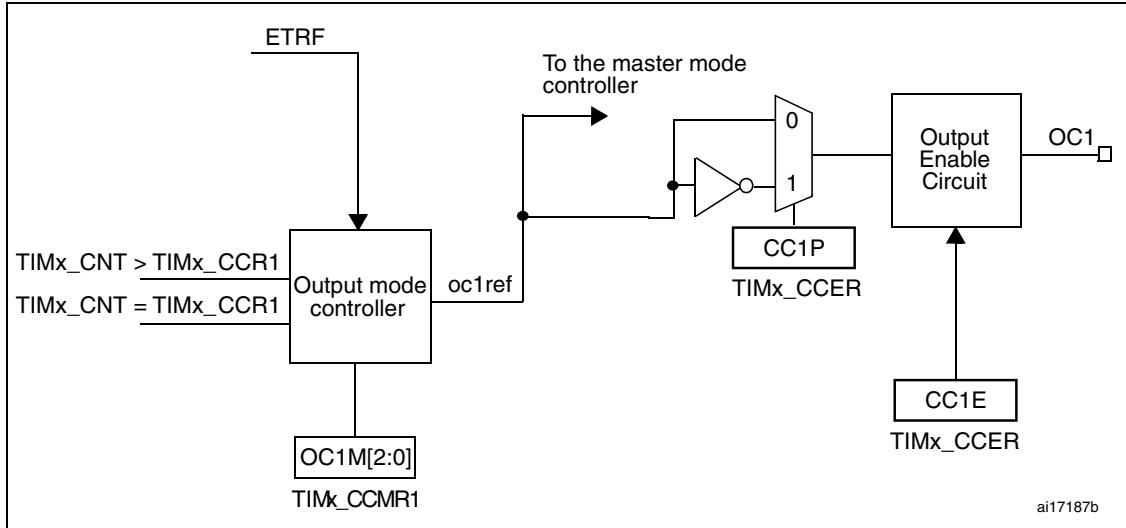 ETRF
To the master mode
controller
0
1
Output
Enable
Circuit
OC1
CC1P
TIMx_CCER
TIMx_CNT > TIMx_CCR1
TIMx_CNT = TIMx_CCR1
Output mode
controller
oc1ref
CC1E
TIMx_CCER
OC1M[2:0]
TIMx_CCMR1
ai17187b